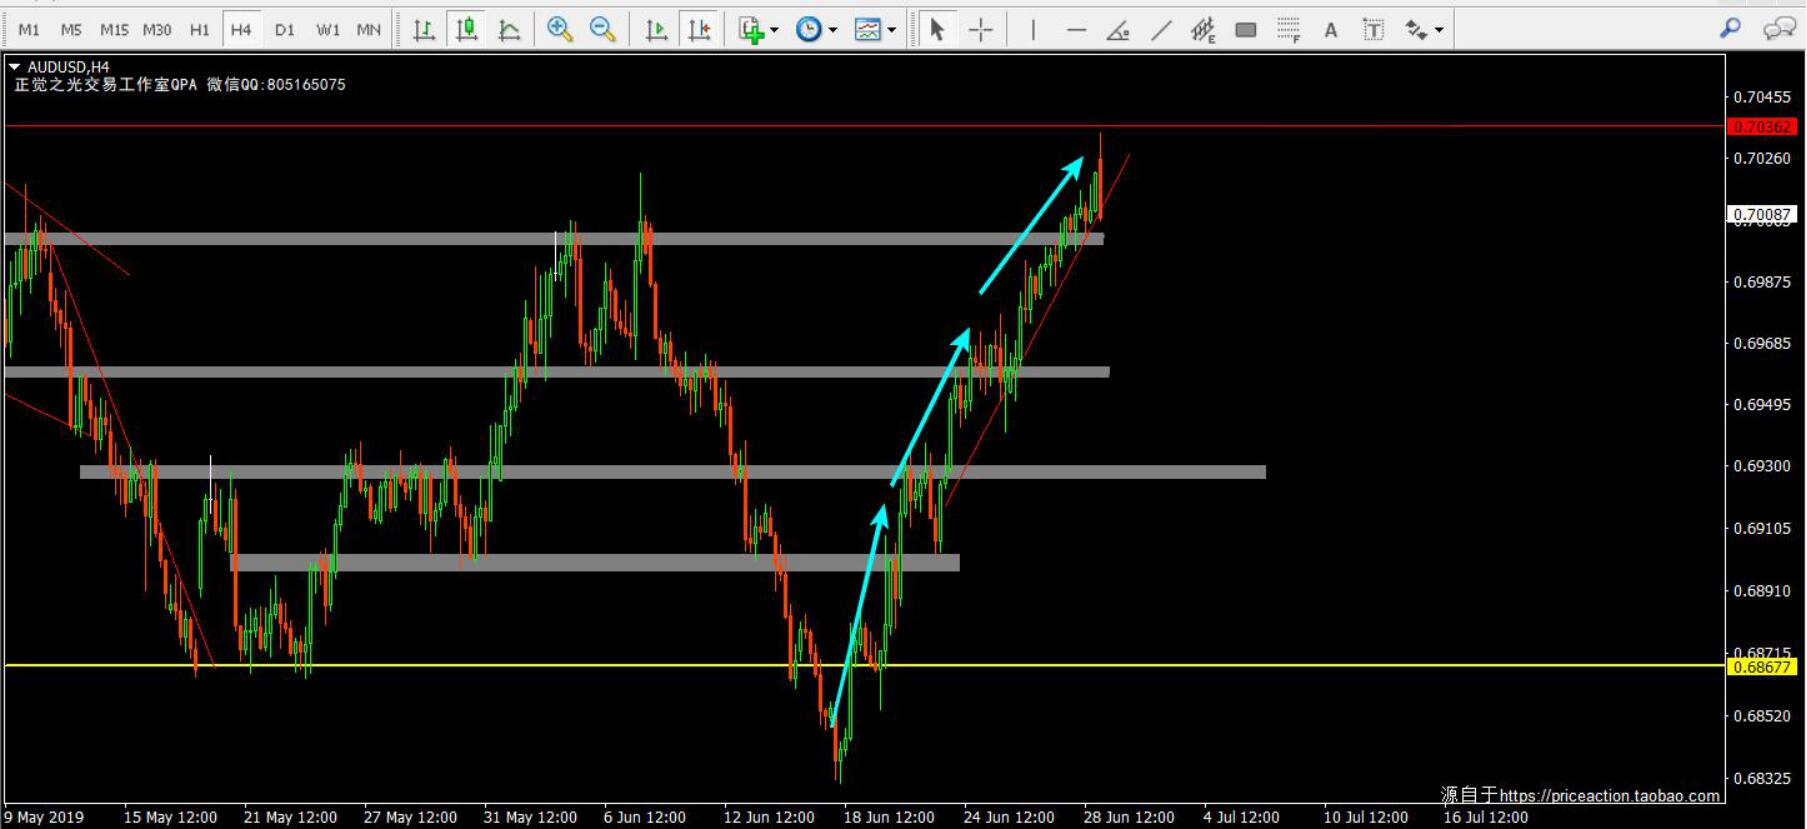 M1 M5 M15 M30 H1 H4 D1 W1 MN
E F A T
AUDUSD,H4
正觉之光交易工作室QPA 微信QQ:805165075
0.70455
0.70362
0.70260
0.70087
0.69875
0.69685
0.69495
0.69300
0.69105
0.68910
0.68715
0.68677
0.68520
0.68325
源自于https://priceaction.taobao.com
9 May 2019 15 May 12:00 21 May 12:00 27 May 12:00 31 May 12:00 6 Jun 12:00 12 Jun 12:00 18 Jun 12:00 24 Jun 12:00 28 Jun 12:00 4 Jul 12:00 10 Jul 12:00 16 Jul 12:00